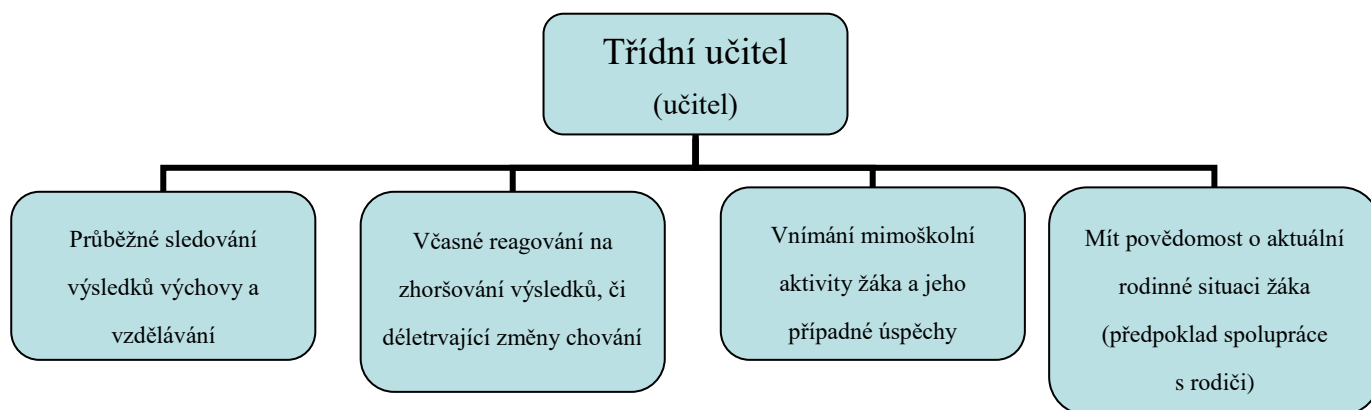 Třídní učitel
(učitel)
Průběžné sledování
výsledků výchovy a
vzdělávání
Včasné reagování na
zhoršování výsledků, či
déletrvající změny chování
Vnímání mimoškolní
aktivity žáka a jeho
případné úspěchy
Mít povědomost o aktuální
rodinné situaci žáka
(předpoklad spolupráce
s rodiči)